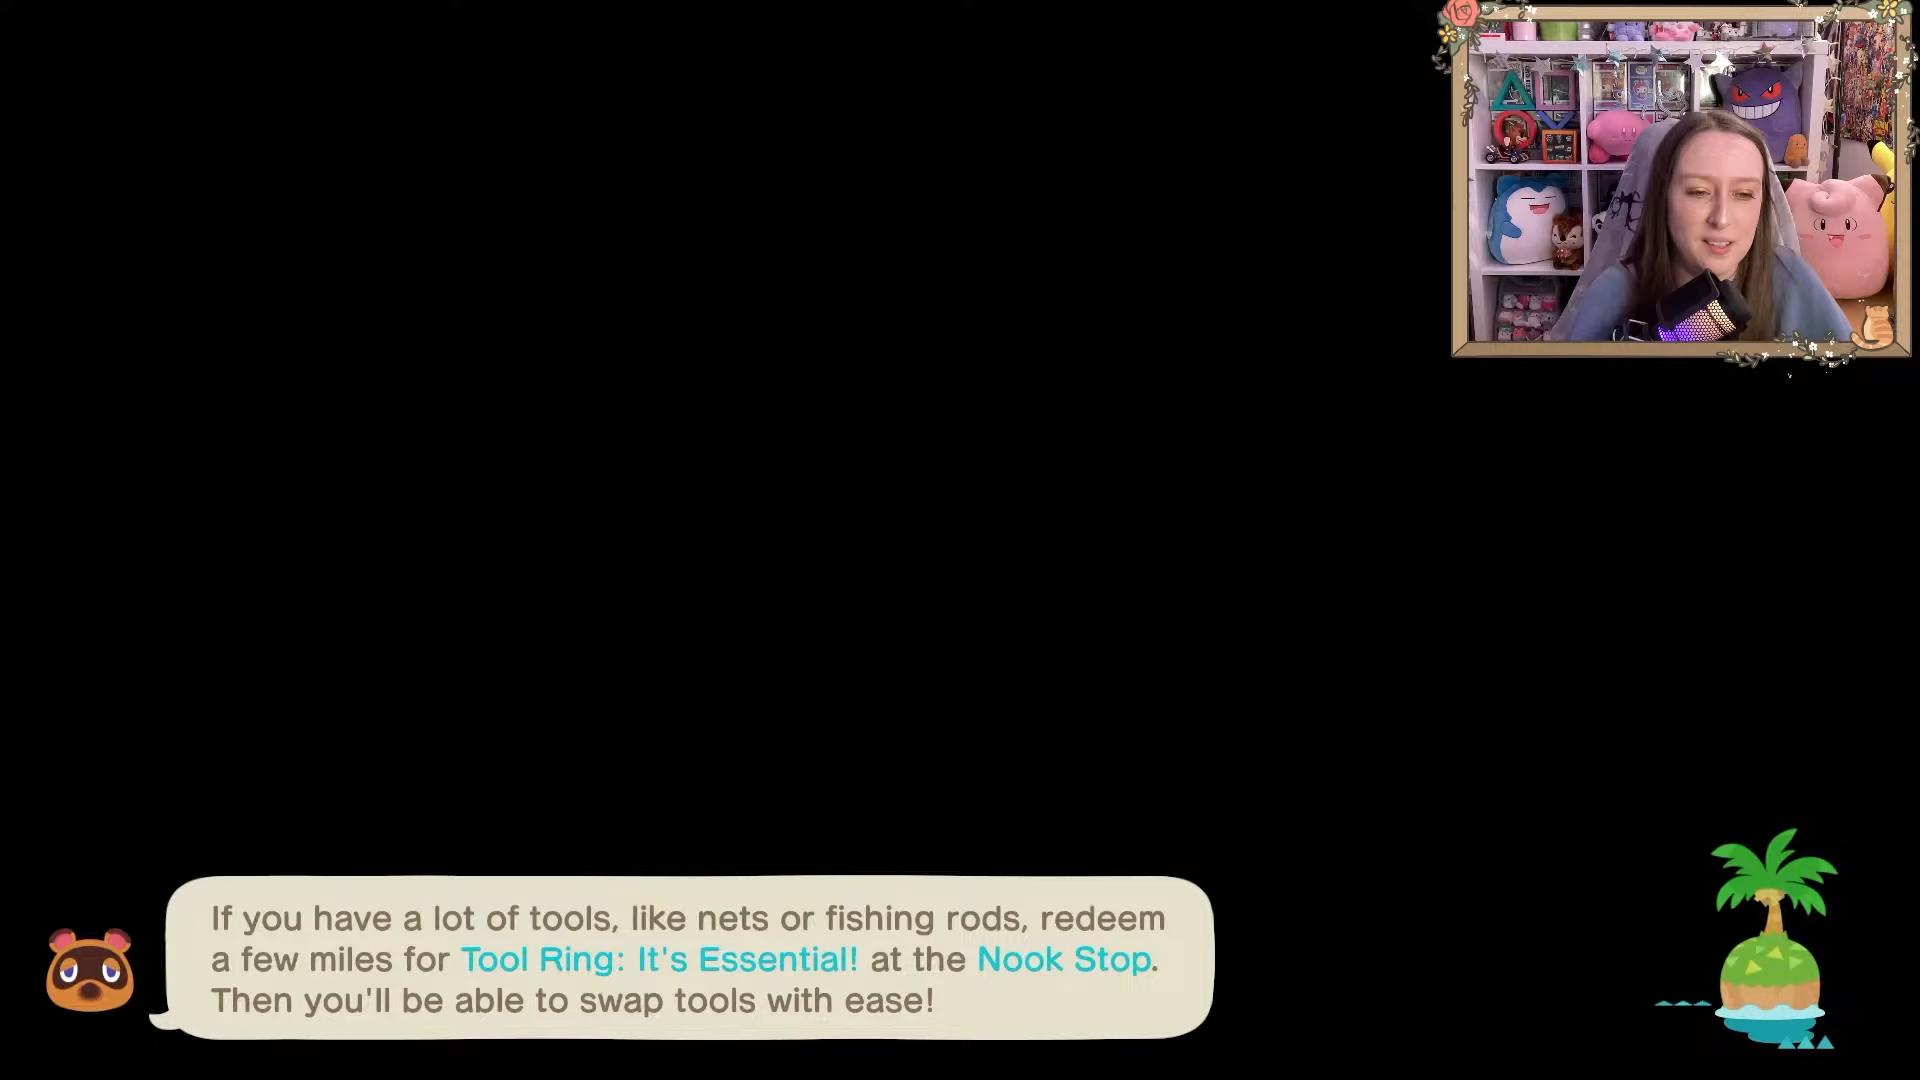 If you have a lot of tools, like nets or fishing rods, redeem
a few miles for Tool Ring: It's Essential! at the Nook Stop.
Then you'll be able to swap tools with ease!